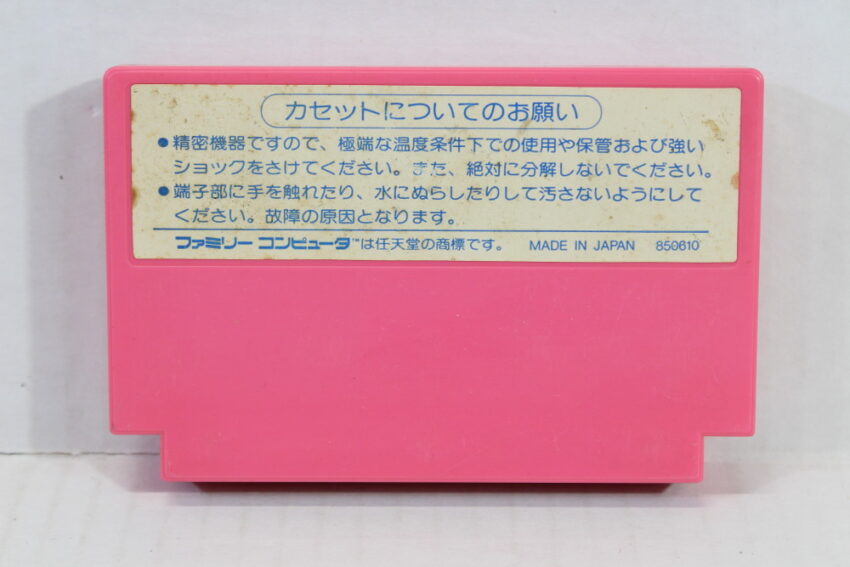 カセットについてのお願い
●精密機器ですので、極端な温度条件下での使用や保管および強い
ショックをさけてください。また、絶対に分解しないでください。
●端子部に手を触れたり、水にぬらしたりして汚さないようにして
ください。故障の原因となります。
ファミリー コンピュータ™は任天堂の商標です。 MADE IN JAPAN 850610